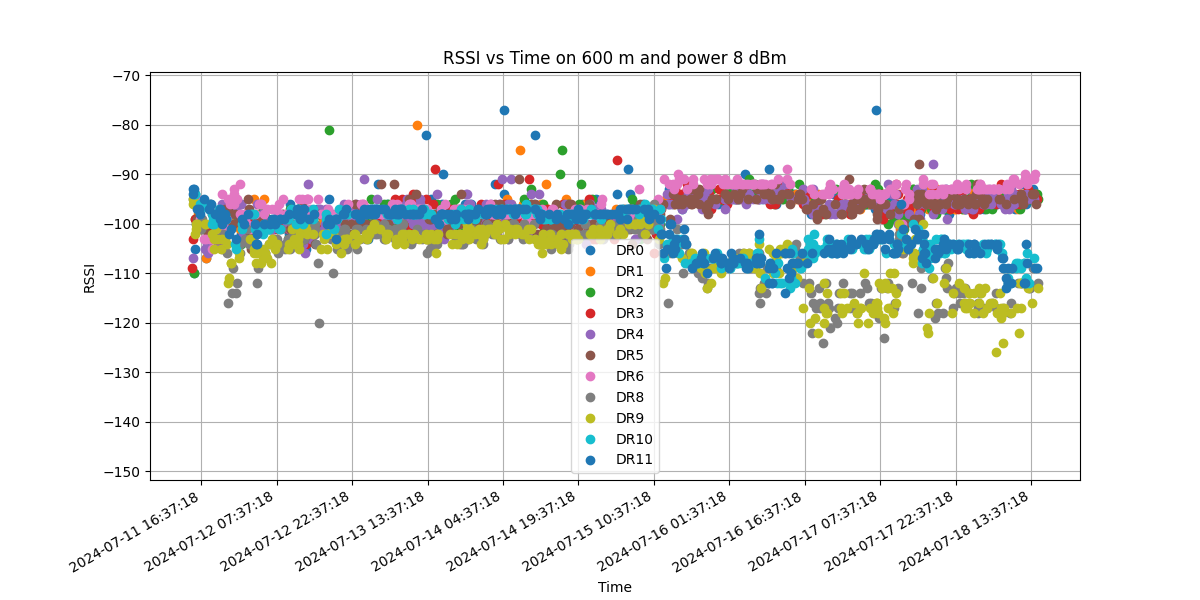 RSSI vs Time on 600 m and power 8 dBm
RSSI
−70
−80
−90
−100
−110
−120
−130
−140
−150
DR0
DR1
DR2
DR3
DR4
DR5
DR6
DR8
DR9
DR10
DR11
2024-07-11 16:37:18
2024-07-12 07:37:18
2024-07-12 22:37:18
2024-07-13 13:37:18
2024-07-14 04:37:18
2024-07-14 19:37:18
2024-07-15 10:37:18
2024-07-16 01:37:18
2024-07-16 16:37:18
2024-07-17 07:37:18
2024-07-17 22:37:18
2024-07-18 13:37:18
Time